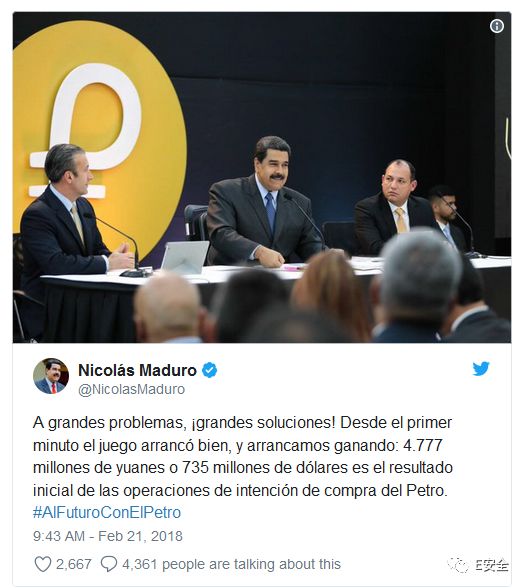 Nicolás Maduro
@NicolasMaduro
A grandes problemas, ¡grandes soluciones! Desde el primer
minuto el juego arrancó bien, y arrancamos ganando: 4.777
millones de yuanes o 735 millones de dólares es el resultado
inicial de las operaciones de intención de compra del Petro.
#AlFuturoConElPetro
9:43 AM - Feb 21, 2018
2,667 4,361 people are talking about this
E安全